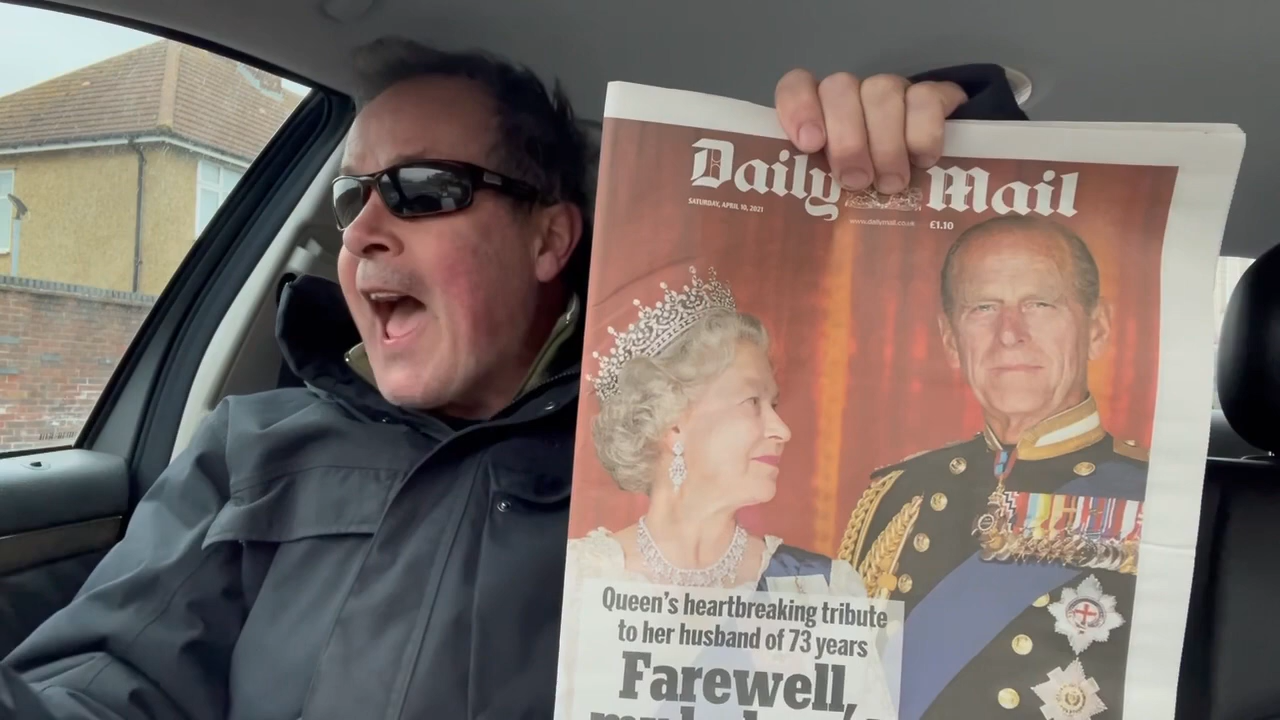 Daily Mail
SATURDAY, APRIL 10, 2021
www.dailymail.co.uk
£1.10
Queen's heartbreaking tribute
to her husband of 73 years
Farewell,